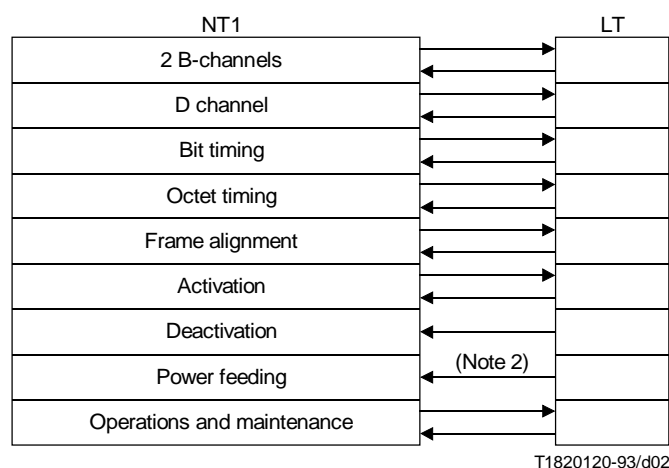 NT1 LT
2 B-channels
D channel
Bit timing
Octet timing
Frame alignment
Activation
Deactivation
(Note 2)
Power feeding
Operations and maintenance
T1820120-93/d02